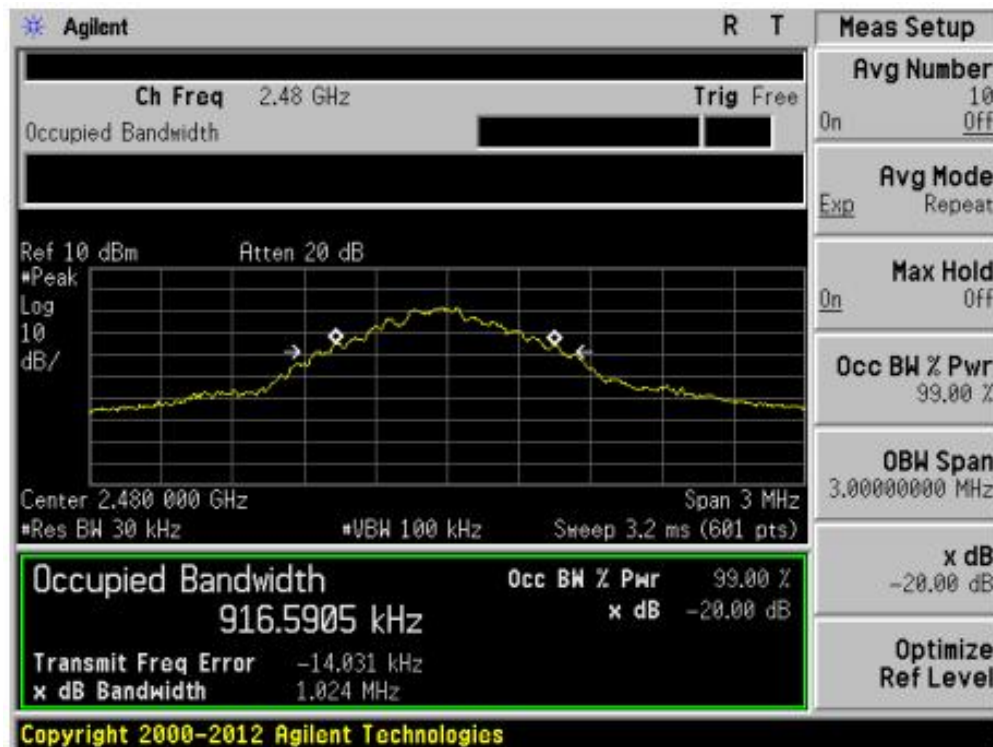 Agilent R T Meas Setup
Ch Freq 2.48 GHz Trig Free
Occupied Bandwidth
Avg Number
10
On Off
Avg Mode
Exp Repeat
Max Hold
On Off
Occ BW % Pwr
99.00 %
OBW Span
3.00000000 MHz
x dB
-20.00 dB
Optimize
Ref Level
Ref 10 dBm Atten 20 dB
#Peak
Log
10
dB/
Center 2.480 000 GHz Span 3 MHz
#Res BW 30 kHz #VBW 100 kHz Sweep 3.2 ms (601 pts)
Occupied Bandwidth Occ BW % Pwr 99.00 %
916.5905 kHz x dB -20.00 dB
Transmit Freq Error -14.031 kHz
x dB Bandwidth 1.024 MHz
Copyright 2000-2012 Agilent Technologies